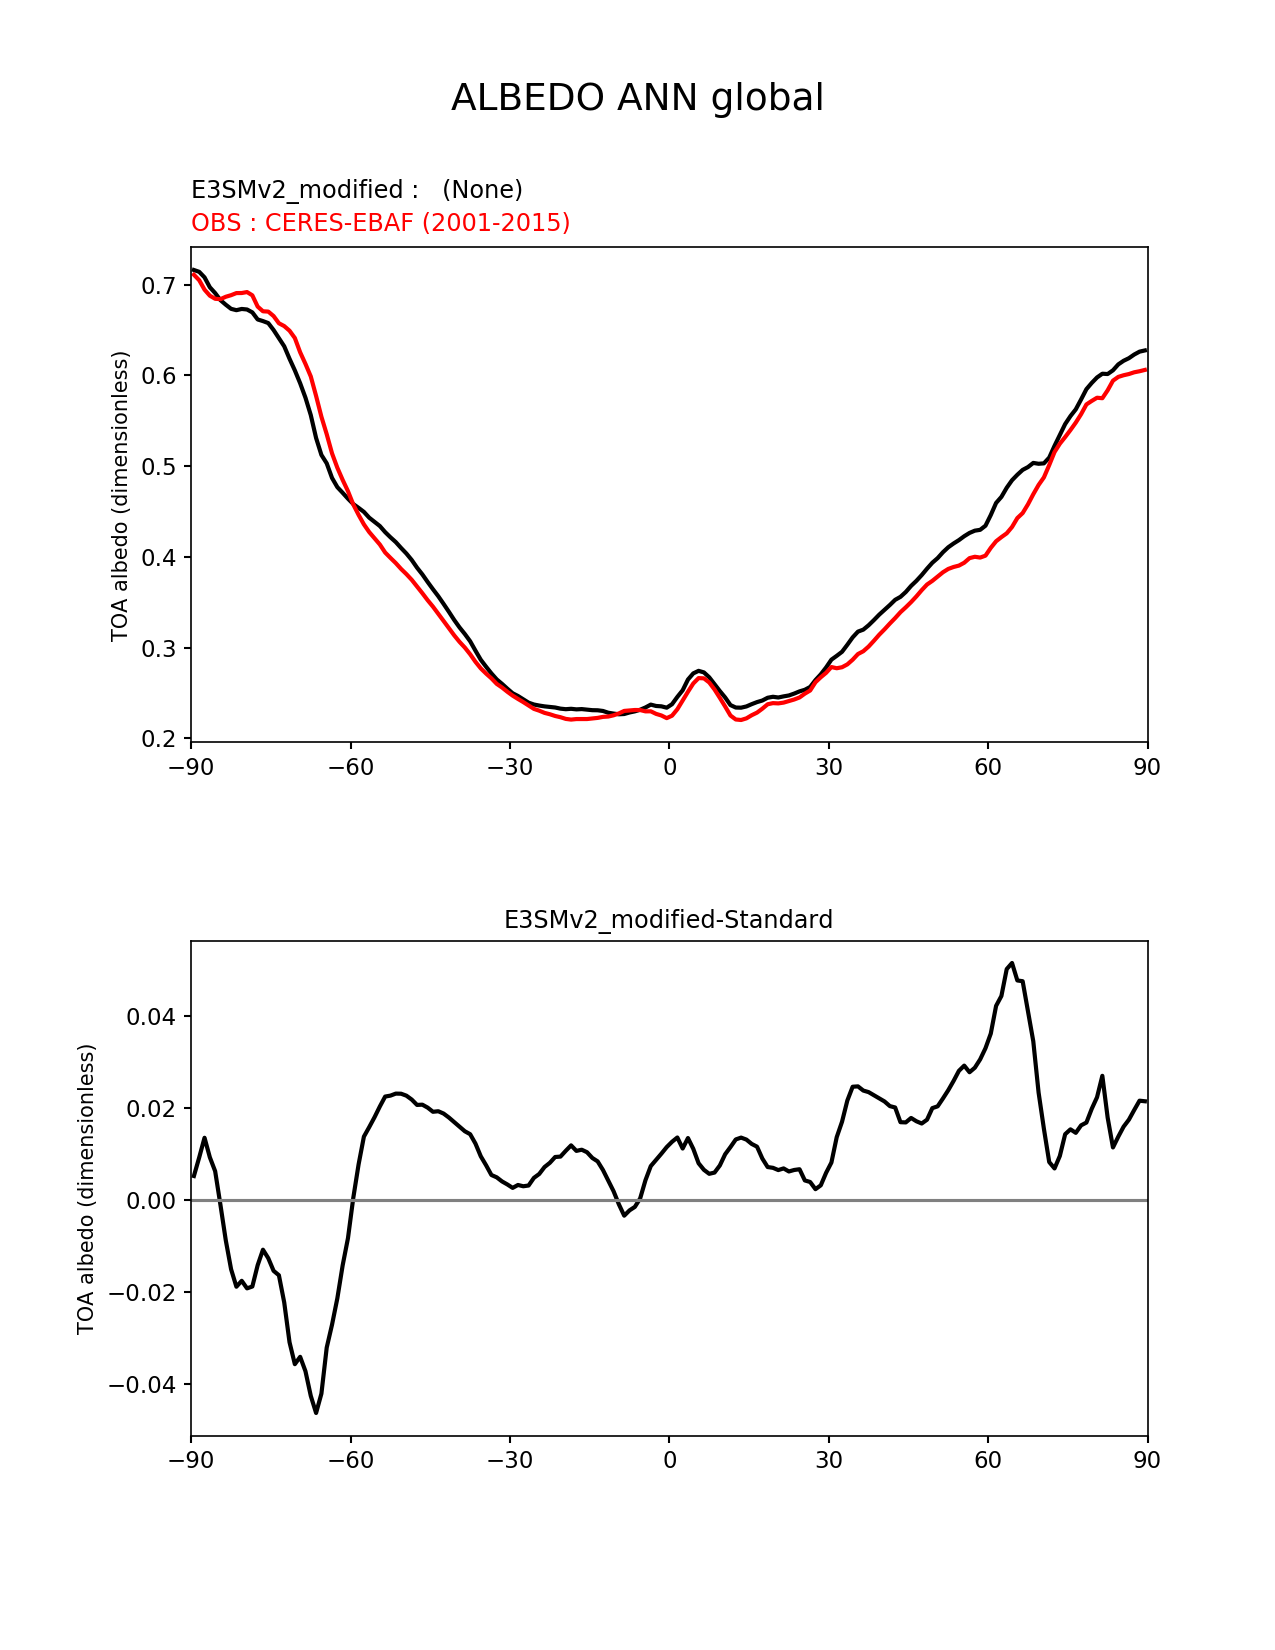 ALBEDO ANN global
E3SMv2_modified :   (None)
OBS : CERES-EBAF (2001-2015)
TOA albedo (dimensionless)
0.7
0.6
0.5
0.4
0.3
0.2
−90 −60 −30 0 30 60 90
E3SMv2_modified-Standard
TOA albedo (dimensionless)
0.04
0.02
0.00
−0.02
−0.04
−90 −60 −30 0 30 60 90